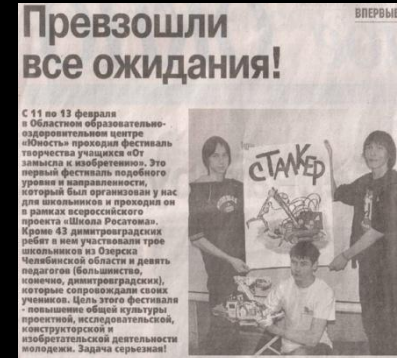 Превзошли
все ожидания!
ВПЕРВЫ
С 11 по 13 февраля
в Областном образовательно-
оздоровительном центре
«Юность» проходил фестиваль
творчества учащихся «От
замысла к изобретению». Это
первый фестиваль подобного
уровня и направленности,
который был организован у нас
для школьников и проходил он
в рамках всероссийского
проекта «Школа Росатома».
Кроме 43 димитровградских
ребят в нем участвовали трое
школьников из Озерска
Челябинской области и девять
педагогов (большинство,
конечно, димитровградских),
которые сопровождали своих
учеников. Цель этого фестиваля
- повышение общей культуры
проектной, исследовательской,
конструкторской и
изобретательской деятельности
молодежи. Задача серьезная!
сТАЛКЕР